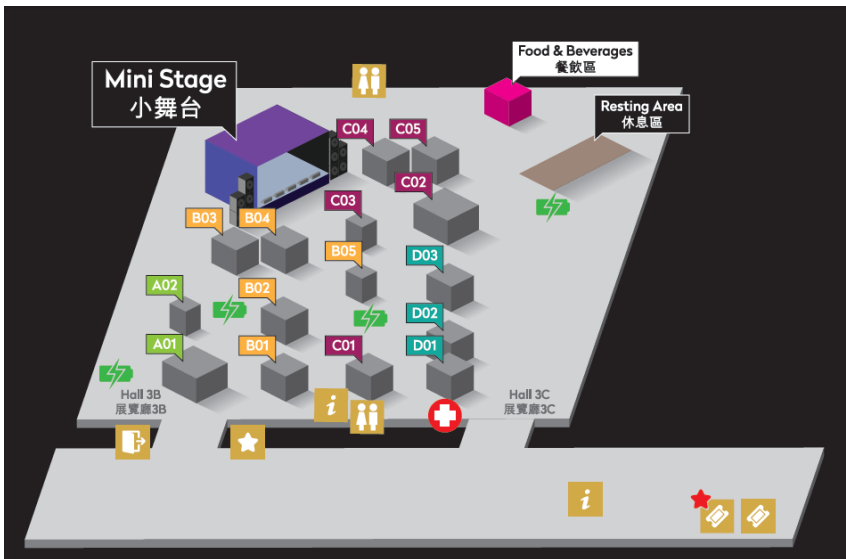 Food & Beverages
餐飲區
Mini Stage
小舞台
Resting Area
休息區
C04
C05
C02
C03
B03
B04
B05
D03
A02
B02
D02
A01
B01
C01
D01
Hall 3B
展覽廳3B
Hall 3C
展覽廳3C
i
i